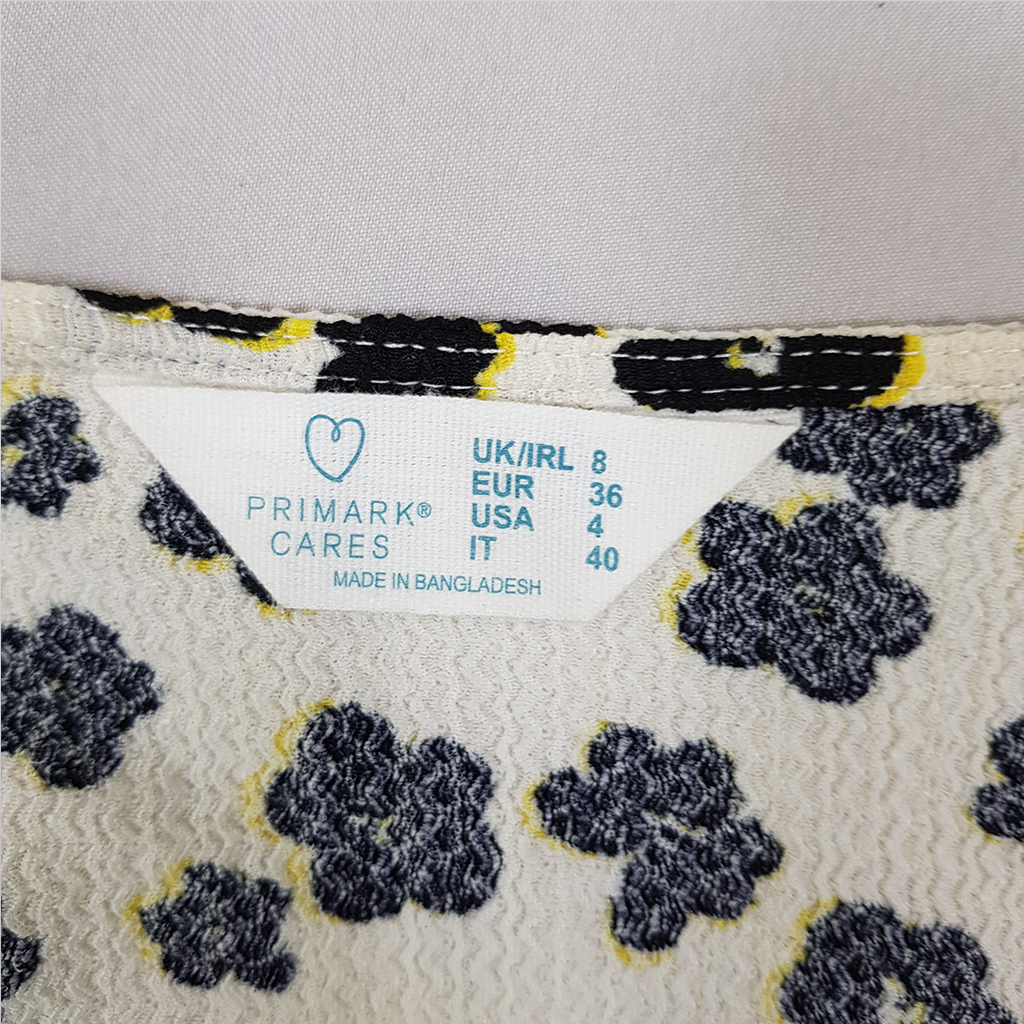 PRIMARK®
CARES
UK/IRL 8
EUR 36
USA 4
IT 40
MADE IN BANGLADESH